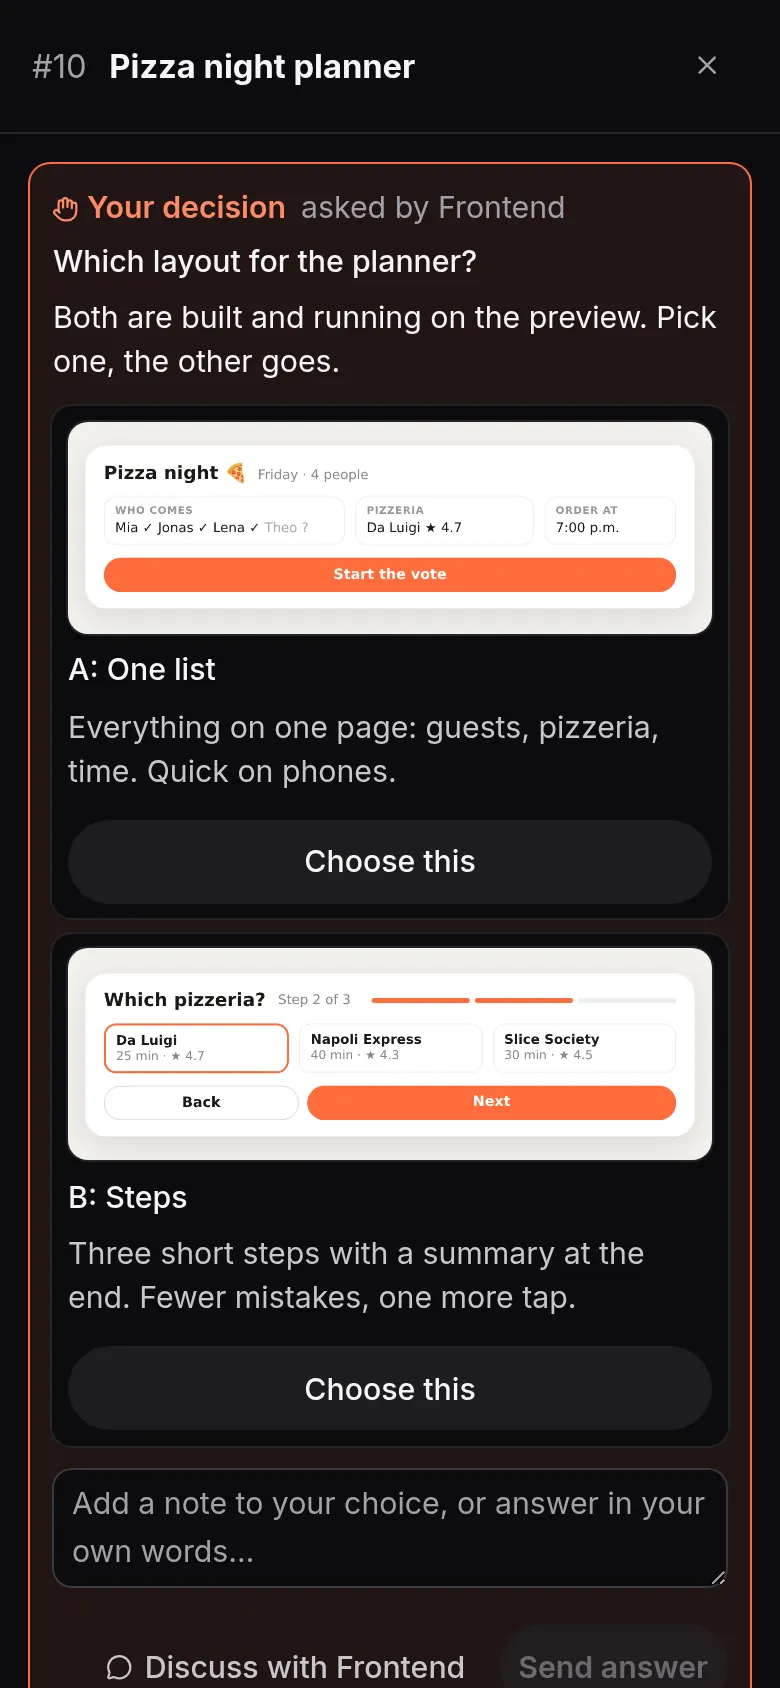 #10 Pizza night planner
Your decision asked by Frontend
Which layout for the planner?
Both are built and running on the preview. Pick
one, the other goes.
Pizza night 🍕 Friday · 4 people
WHO COMES
Mia ✓ Jonas ✓ Lena ✓ Theo ?
PIZZERIA
Da Luigi ★ 4.7
ORDER AT
7:00 p.m.
Start the vote
A: One list
Everything on one page: guests, pizzeria,
time. Quick on phones.
Choose this
Which pizzeria? Step 2 of 3
Da Luigi
25 min · ★ 4.7
Napoli Express
40 min · ★ 4.3
Slice Society
30 min · ★ 4.5
Back
Next
B: Steps
Three short steps with a summary at the
end. Fewer mistakes, one more tap.
Choose this
Add a note to your choice, or answer in your
own words...
Discuss with Frontend
Send answer